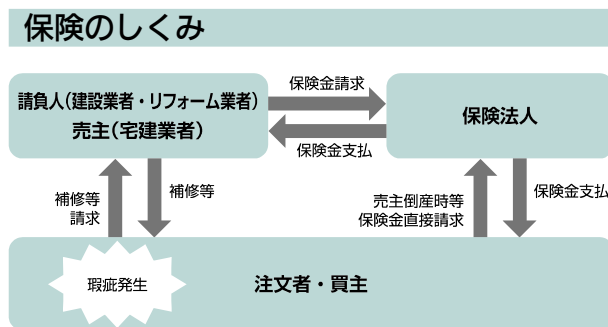 保険のしくみ
請負人（建設業者・リフォーム業者）
売主（宅建業者）
保険金請求
保険金支払
保険法人
補修等
請求
補修等
売主倒産時等
保険金直接請求
保険金支払
瑕疵発生
注文者・買主